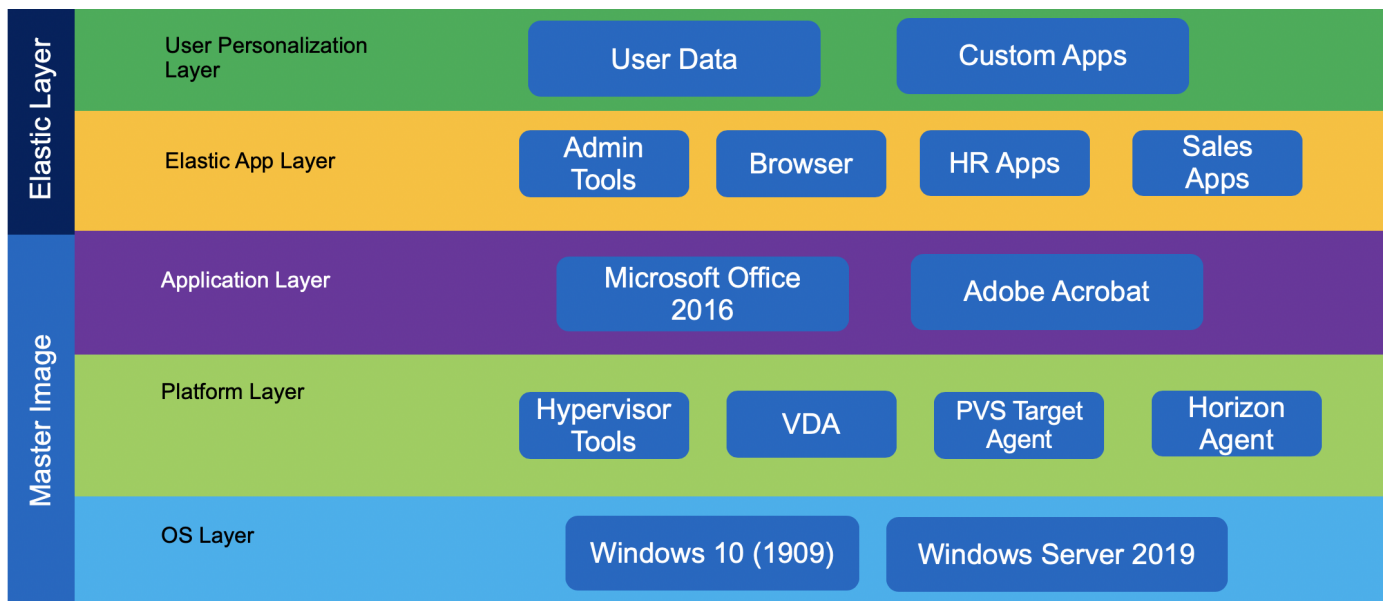 Elastic Layer
User Personalization
Layer
User Data
Custom Apps
Elastic App Layer
Admin
Tools
Browser
HR Apps
Sales
Apps
Master Image
Application Layer
Microsoft Office
2016
Adobe Acrobat
Platform Layer
Hypervisor
Tools
VDA
PVS Target
Agent
Horizon
Agent
OS Layer
Windows 10 (1909)
Windows Server 2019